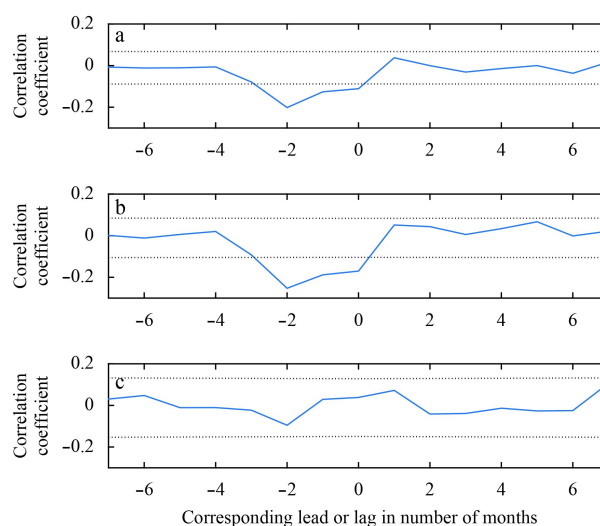 Correlation
coefficient
0.2
0
−0.2
a
−6 −4 −2 0 2 4 6
Correlation
coefficient
0.2
0
−0.2
b
−6 −4 −2 0 2 4 6
Correlation
coefficient
0.2
0
−0.2
c
−6 −4 −2 0 2 4 6
Corresponding lead or lag in number of months